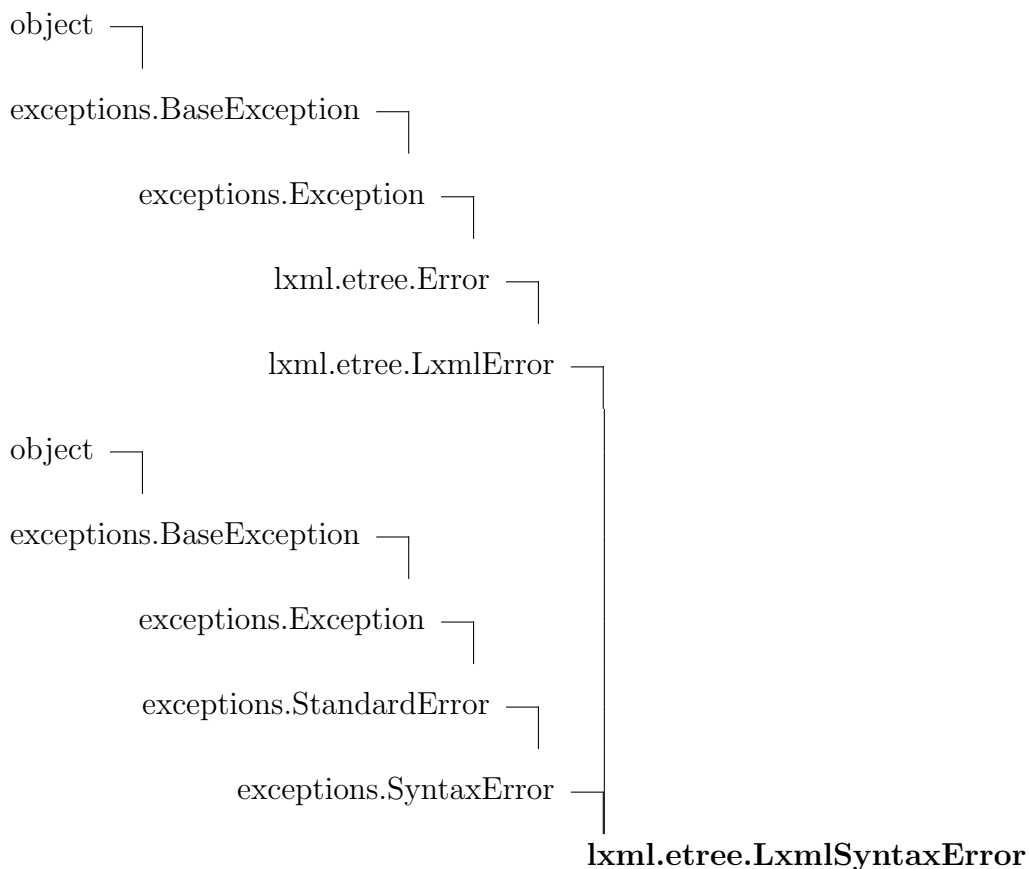 object
exceptions.BaseException
exceptions.Exception
lxml.etree.Error
lxml.etree.LxmlError
object
exceptions.BaseException
exceptions.Exception
exceptions.StandardError
exceptions.SyntaxError
lxml.etree.LxmlSyntaxError